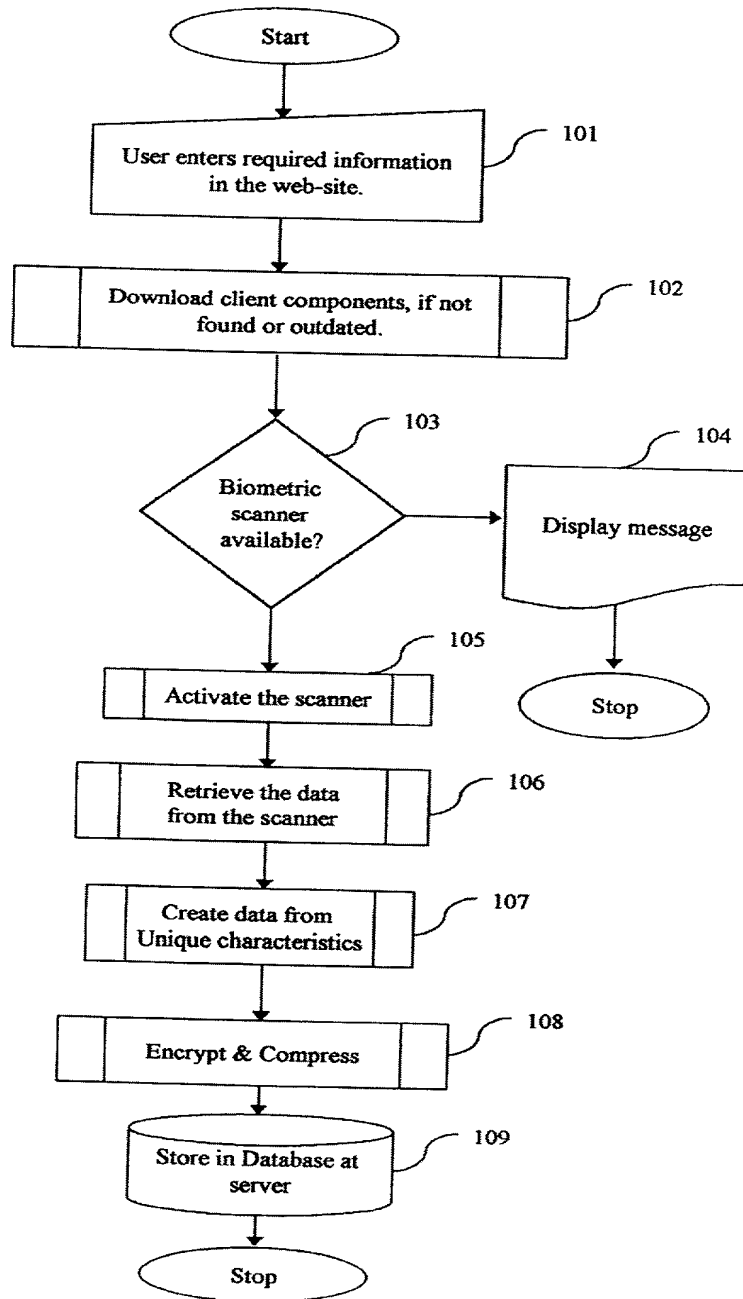 Start
101
User enters required information
in the web-site.
102
Download client components, if not
found or outdated.
103
104
Biometric
scanner
available?
Display message
105
Activate the scanner
Stop
106
Retrieve the data
from the scanner
107
Create data from
Unique characteristics
108
Encrypt & Compress
109
Store in Database at
server
Stop